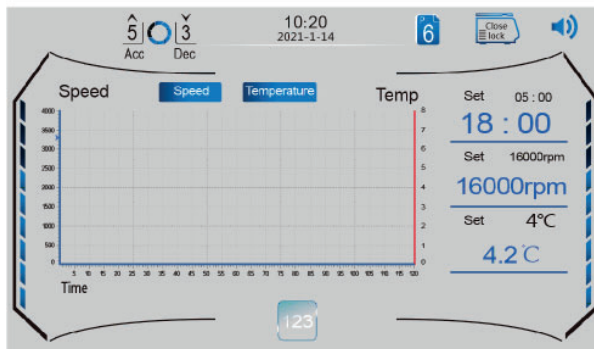 5 3
Acc Dec
10:20
2021-1-14
6
Close
lock
Speed
Speed
Temperature
Temp
4000
3500
3000
2500
2000
1500
1000
500
0
8
7
6
5
4
3
2
1
0
5 10 15 20 25 30 35 40 45 50 55 60 65 70 75 80 85 90 95 100 105 110 115 120
Time
Set 05 : 00
18 : 00
Set 16000rpm
16000rpm
Set 4℃
4.2℃
123